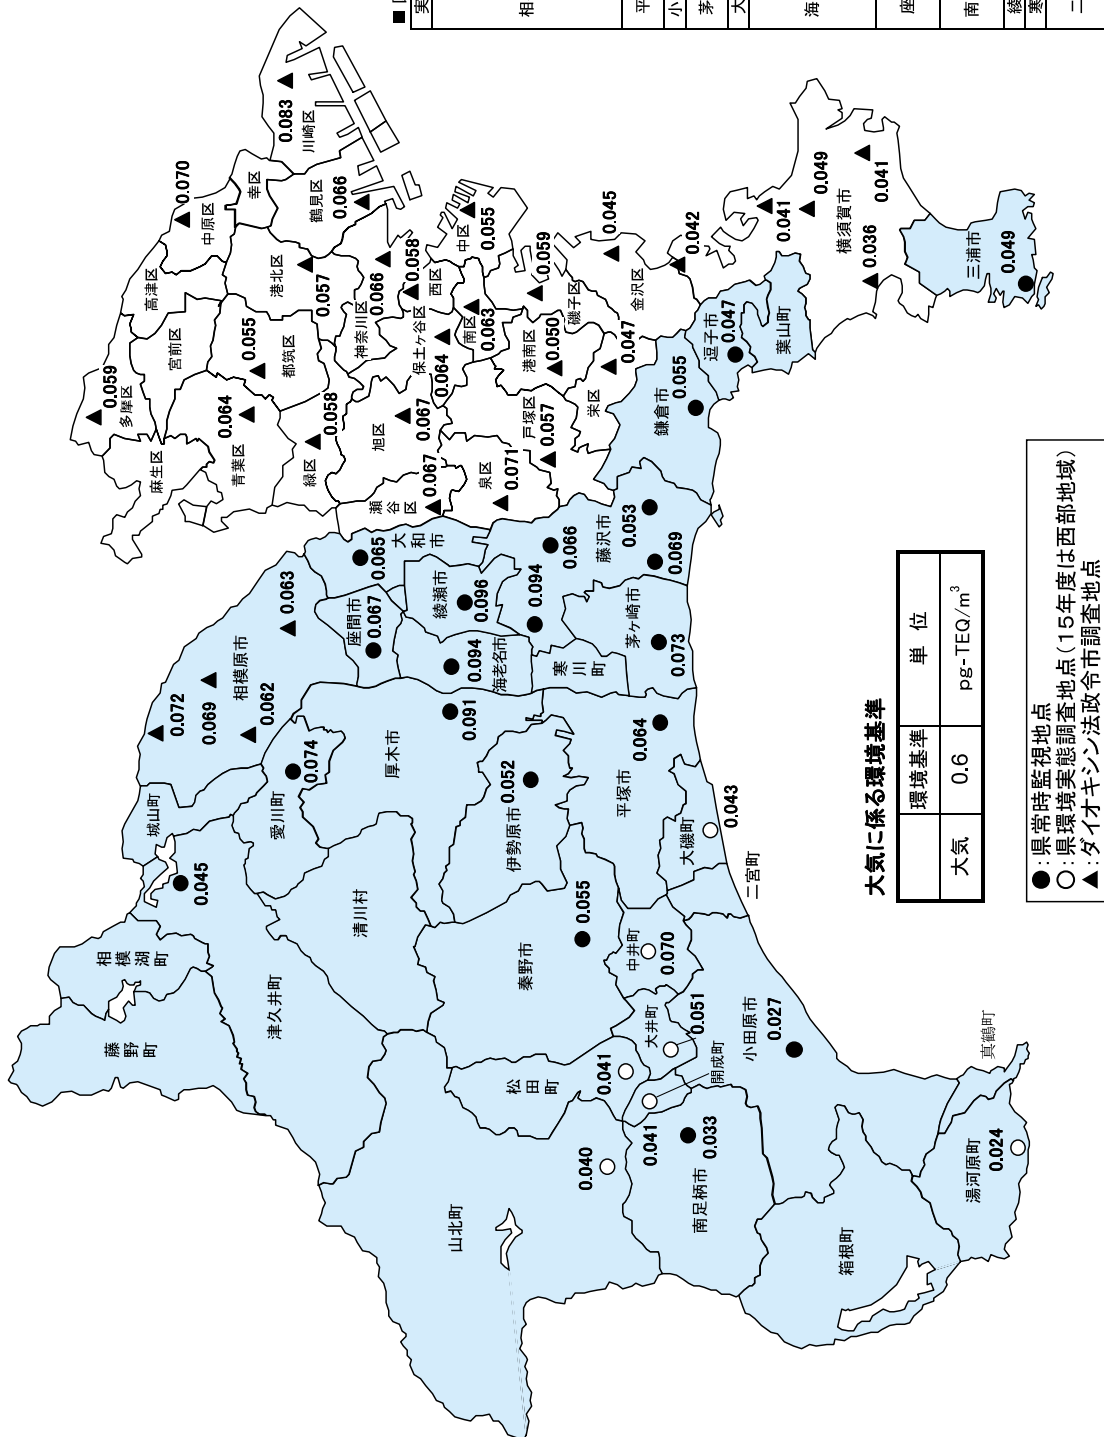 ■
実
相
平
小
茅
大
海
座
南
綾
寒
二
0.083
川崎区
0.070
中原区
幸区
鶴見区
0.066
高津区
港北区
0.057
宮前区
0.055
都筑区
0.059
多摩区
麻生区
0.064
青葉区
緑区
0.058
神奈川区
0.066
0.058
西区
中区
0.055
保土ヶ谷区
0.064
南区
0.063
0.059
磯子区
旭区
0.067
瀬谷区
0.067
港南区
0.050
戸塚区
0.057
泉区
0.071
栄区
0.047
0.045
金沢区
0.042
0.041
0.049
横須賀市
0.041
0.036
三浦市
0.049
逗子市
0.047
葉山町
鎌倉市
0.055
大和市
0.065
藤沢市
0.053
0.066
0.069
0.094
綾瀬市
0.096
座間市
0.067
海老名市
0.094
茅ヶ崎市
0.073
寒川町
相模原市
0.063
0.072
0.069
0.062
城山町
愛川町
0.074
厚木市
0.091
伊勢原市
0.052
平塚市
0.064
大磯町
0.043
二宮町
0.045
相模湖町
藤野町
津久井町
清川村
秦野市
0.055
中井町
0.070
大井町
0.051
松田町
0.041
開成町
0.041
小田原市
0.027
南足柄市
0.033
山北町
0.040
箱根町
湯河原町
0.024
真鶴町
大気に係る環境基準
環境基準 単位
大気 0.6 pg-TEQ/m³
●:県常時監視地点
○:県環境実態調査地点(15年度は西部地域)
▲:ダイオキシン法政令市調査地点